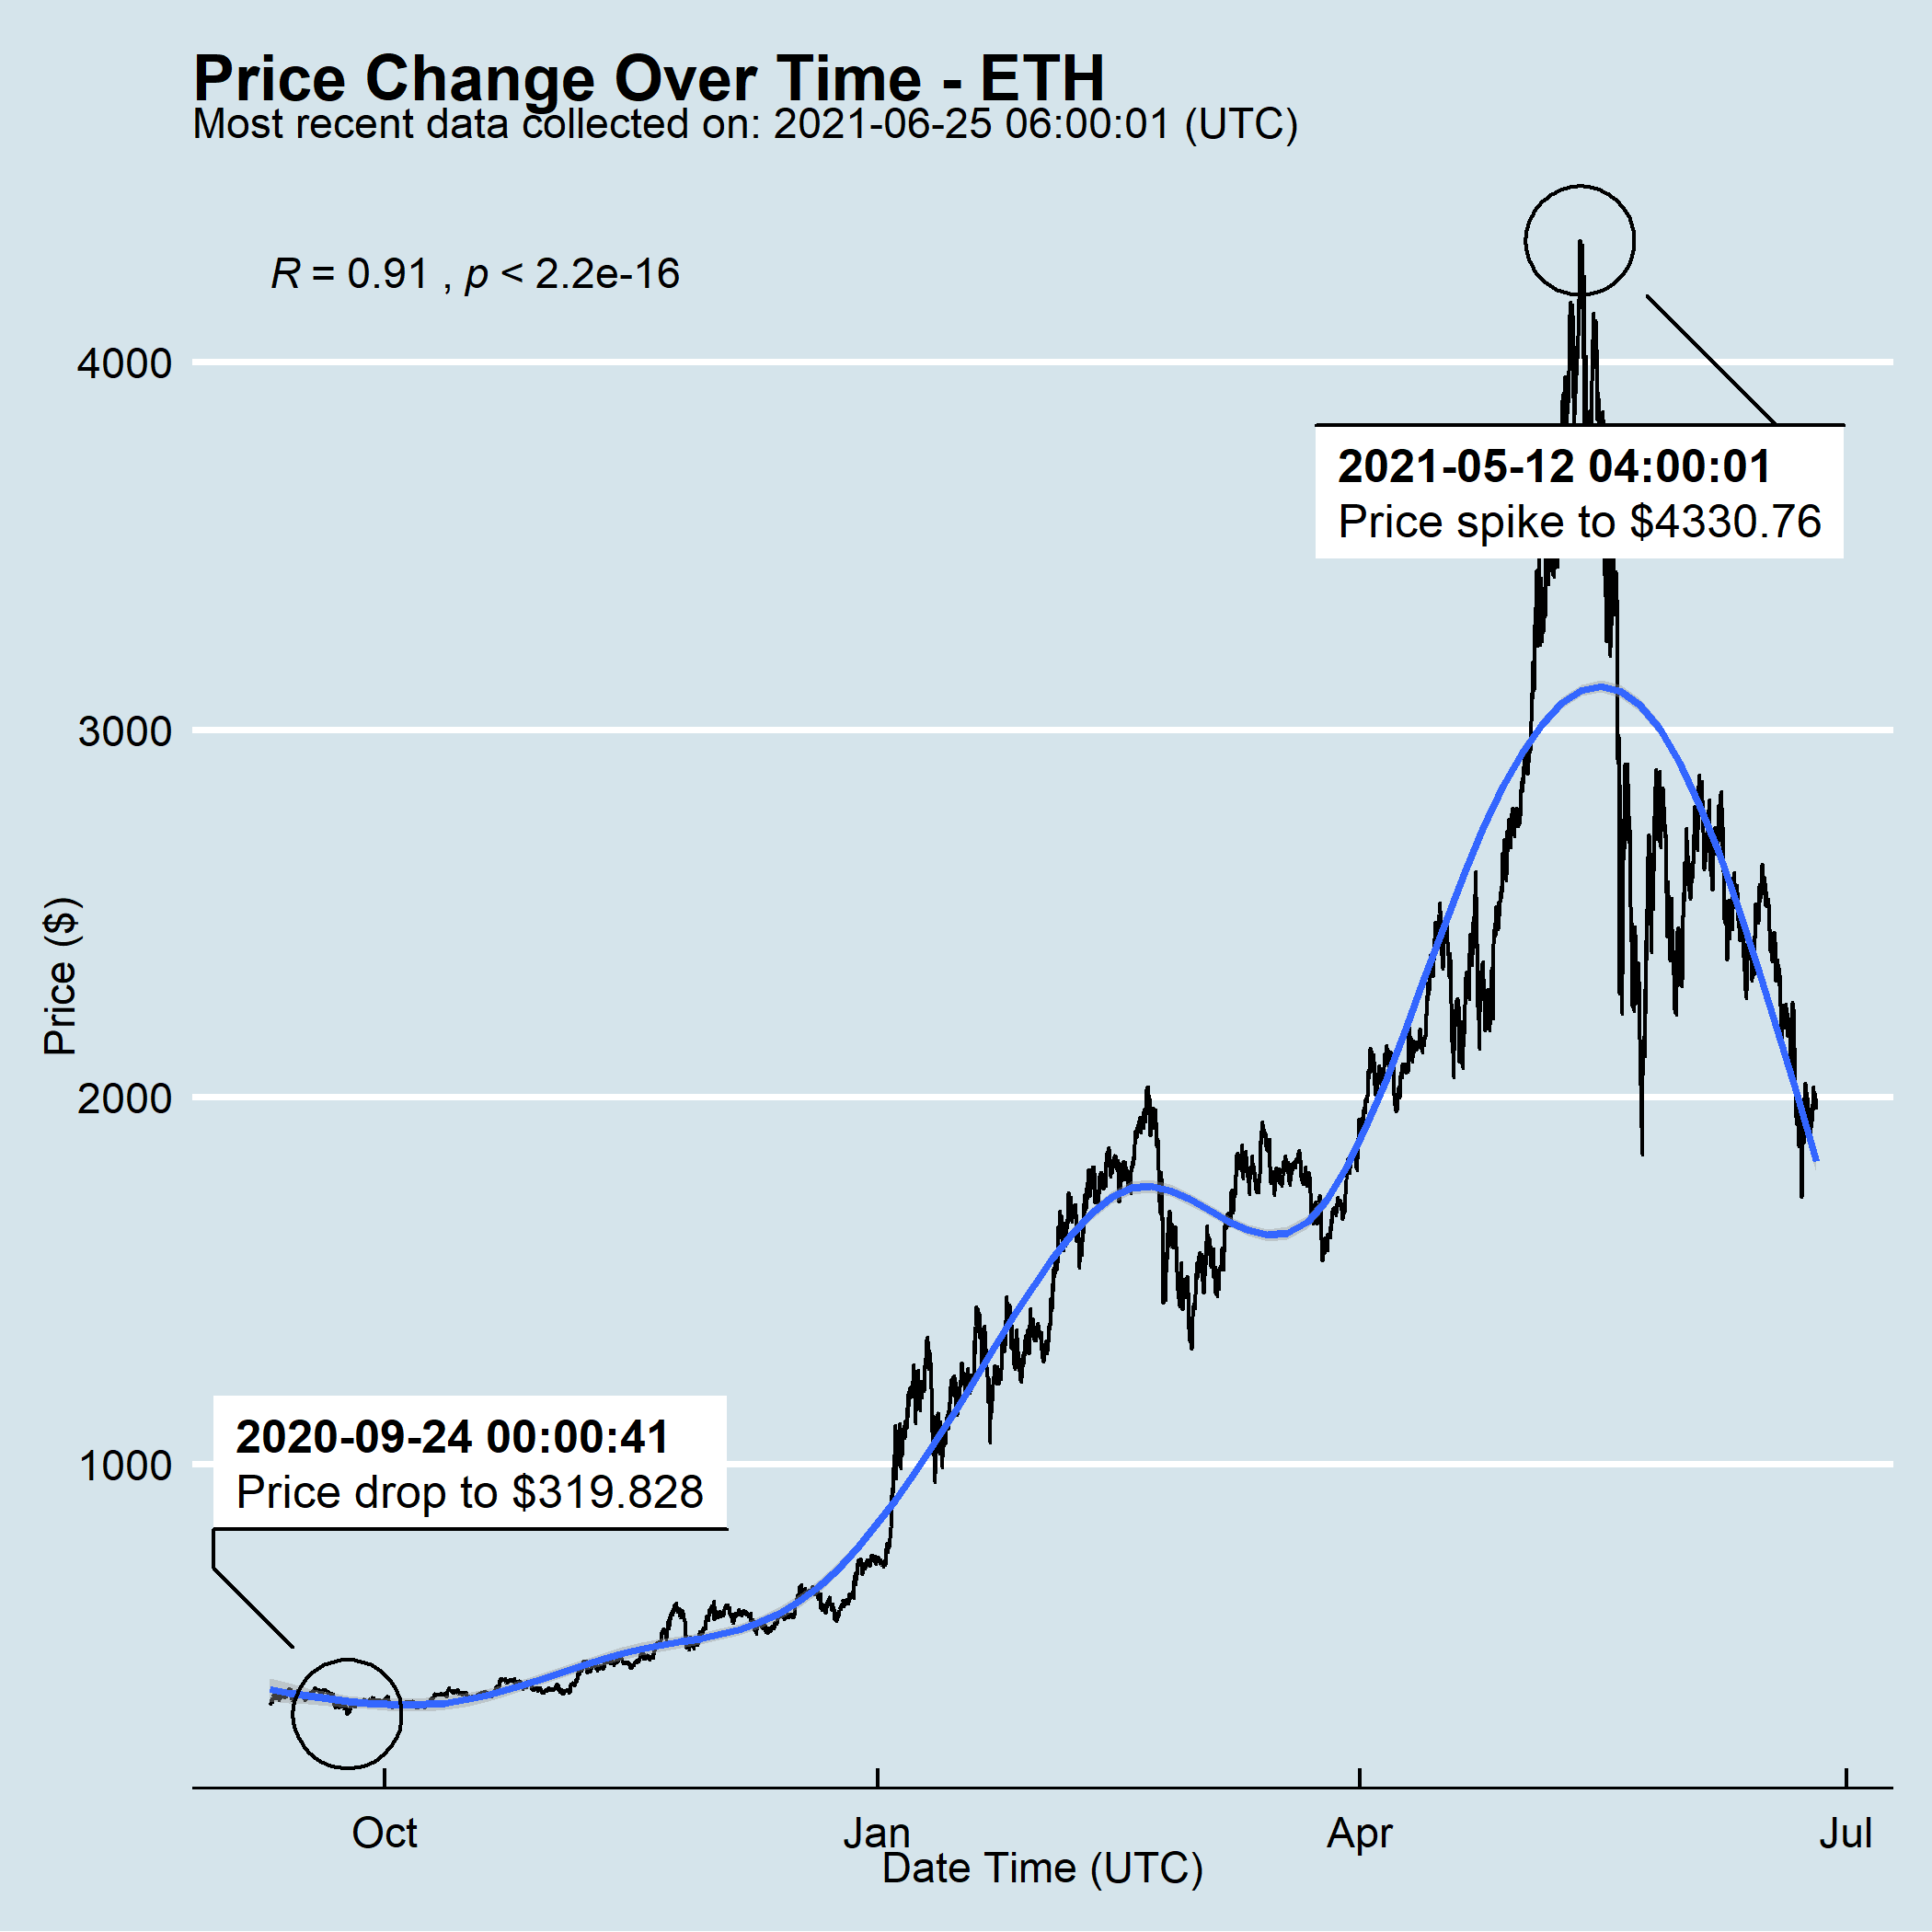 Price Change Over Time - ETH
Most recent data collected on: 2021-06-25 06:00:01 (UTC)
R = 0.91 , p < 2.2e-16
4000
2021-05-12 04:00:01
Price spike to $4330.76
3000
Price ($)
2000
2020-09-24 00:00:41
1000
Price drop to $319.828
Oct
Jan
Apr
Jul
Date Time (UTC)